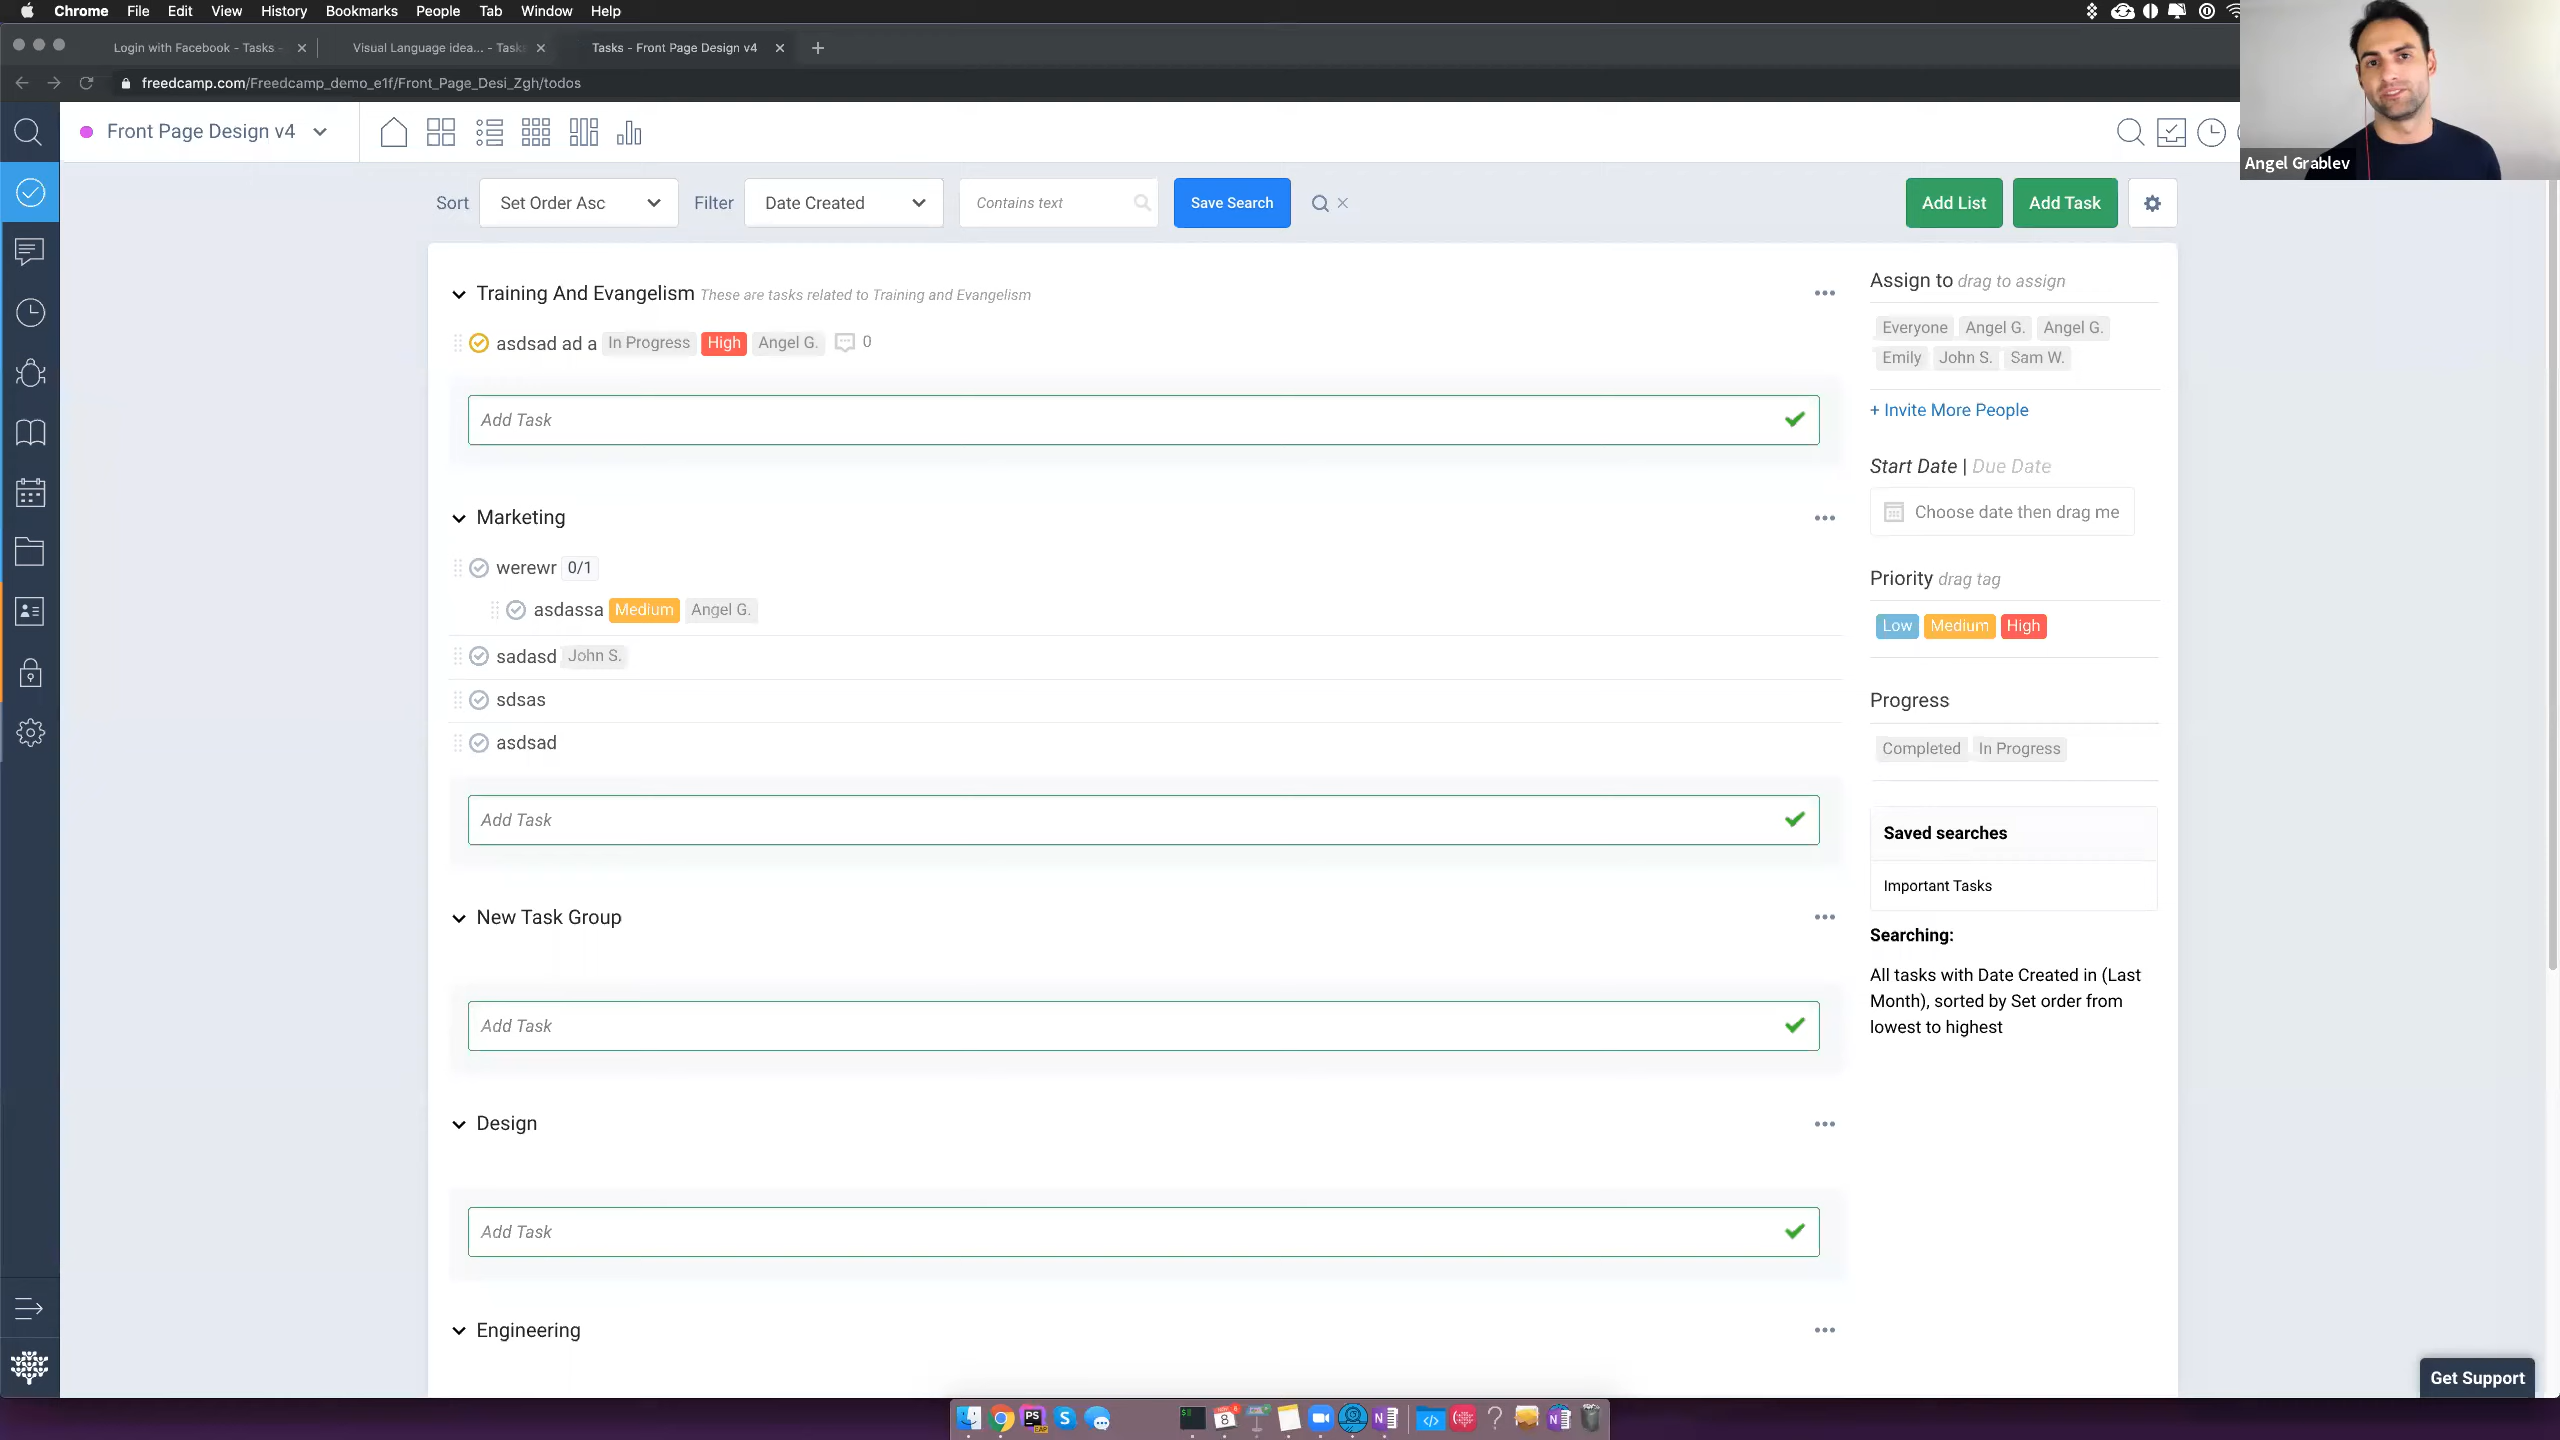 Chrome File Edit View History Bookmarks People Tab Window Help
Login with Facebook - Tasks - Visual Language idea... - Tasks Tasks - Front Page Design v4
freedcamp.com/Freedcamp_demo_e1f/Front_Page_Desi_Zgh/todos
Front Page Design v4
Angel Grablev
Sort Set Order Asc Filter Date Created Contains text Save Search Add List Add Task
Training And Evangelism These are tasks related to Training and Evangelism
asdsad ad a In Progress High Angel G. 0
Add Task
Marketing
werewr 0/1
asdassa Medium Angel G.
sadasd John S.
sdsas
asdsad
Add Task
New Task Group
Add Task
Design
Add Task
Engineering
Assign to drag to assign
Everyone Angel G. Angel G.
Emily John S. Sam W.
+ Invite More People
Start Date | Due Date
Choose date then drag me
Priority drag tag
Low Medium High
Progress
Completed In Progress
Saved searches
Important Tasks
Searching:
All tasks with Date Created in (Last
Month), sorted by Set order from
lowest to highest
Get Support